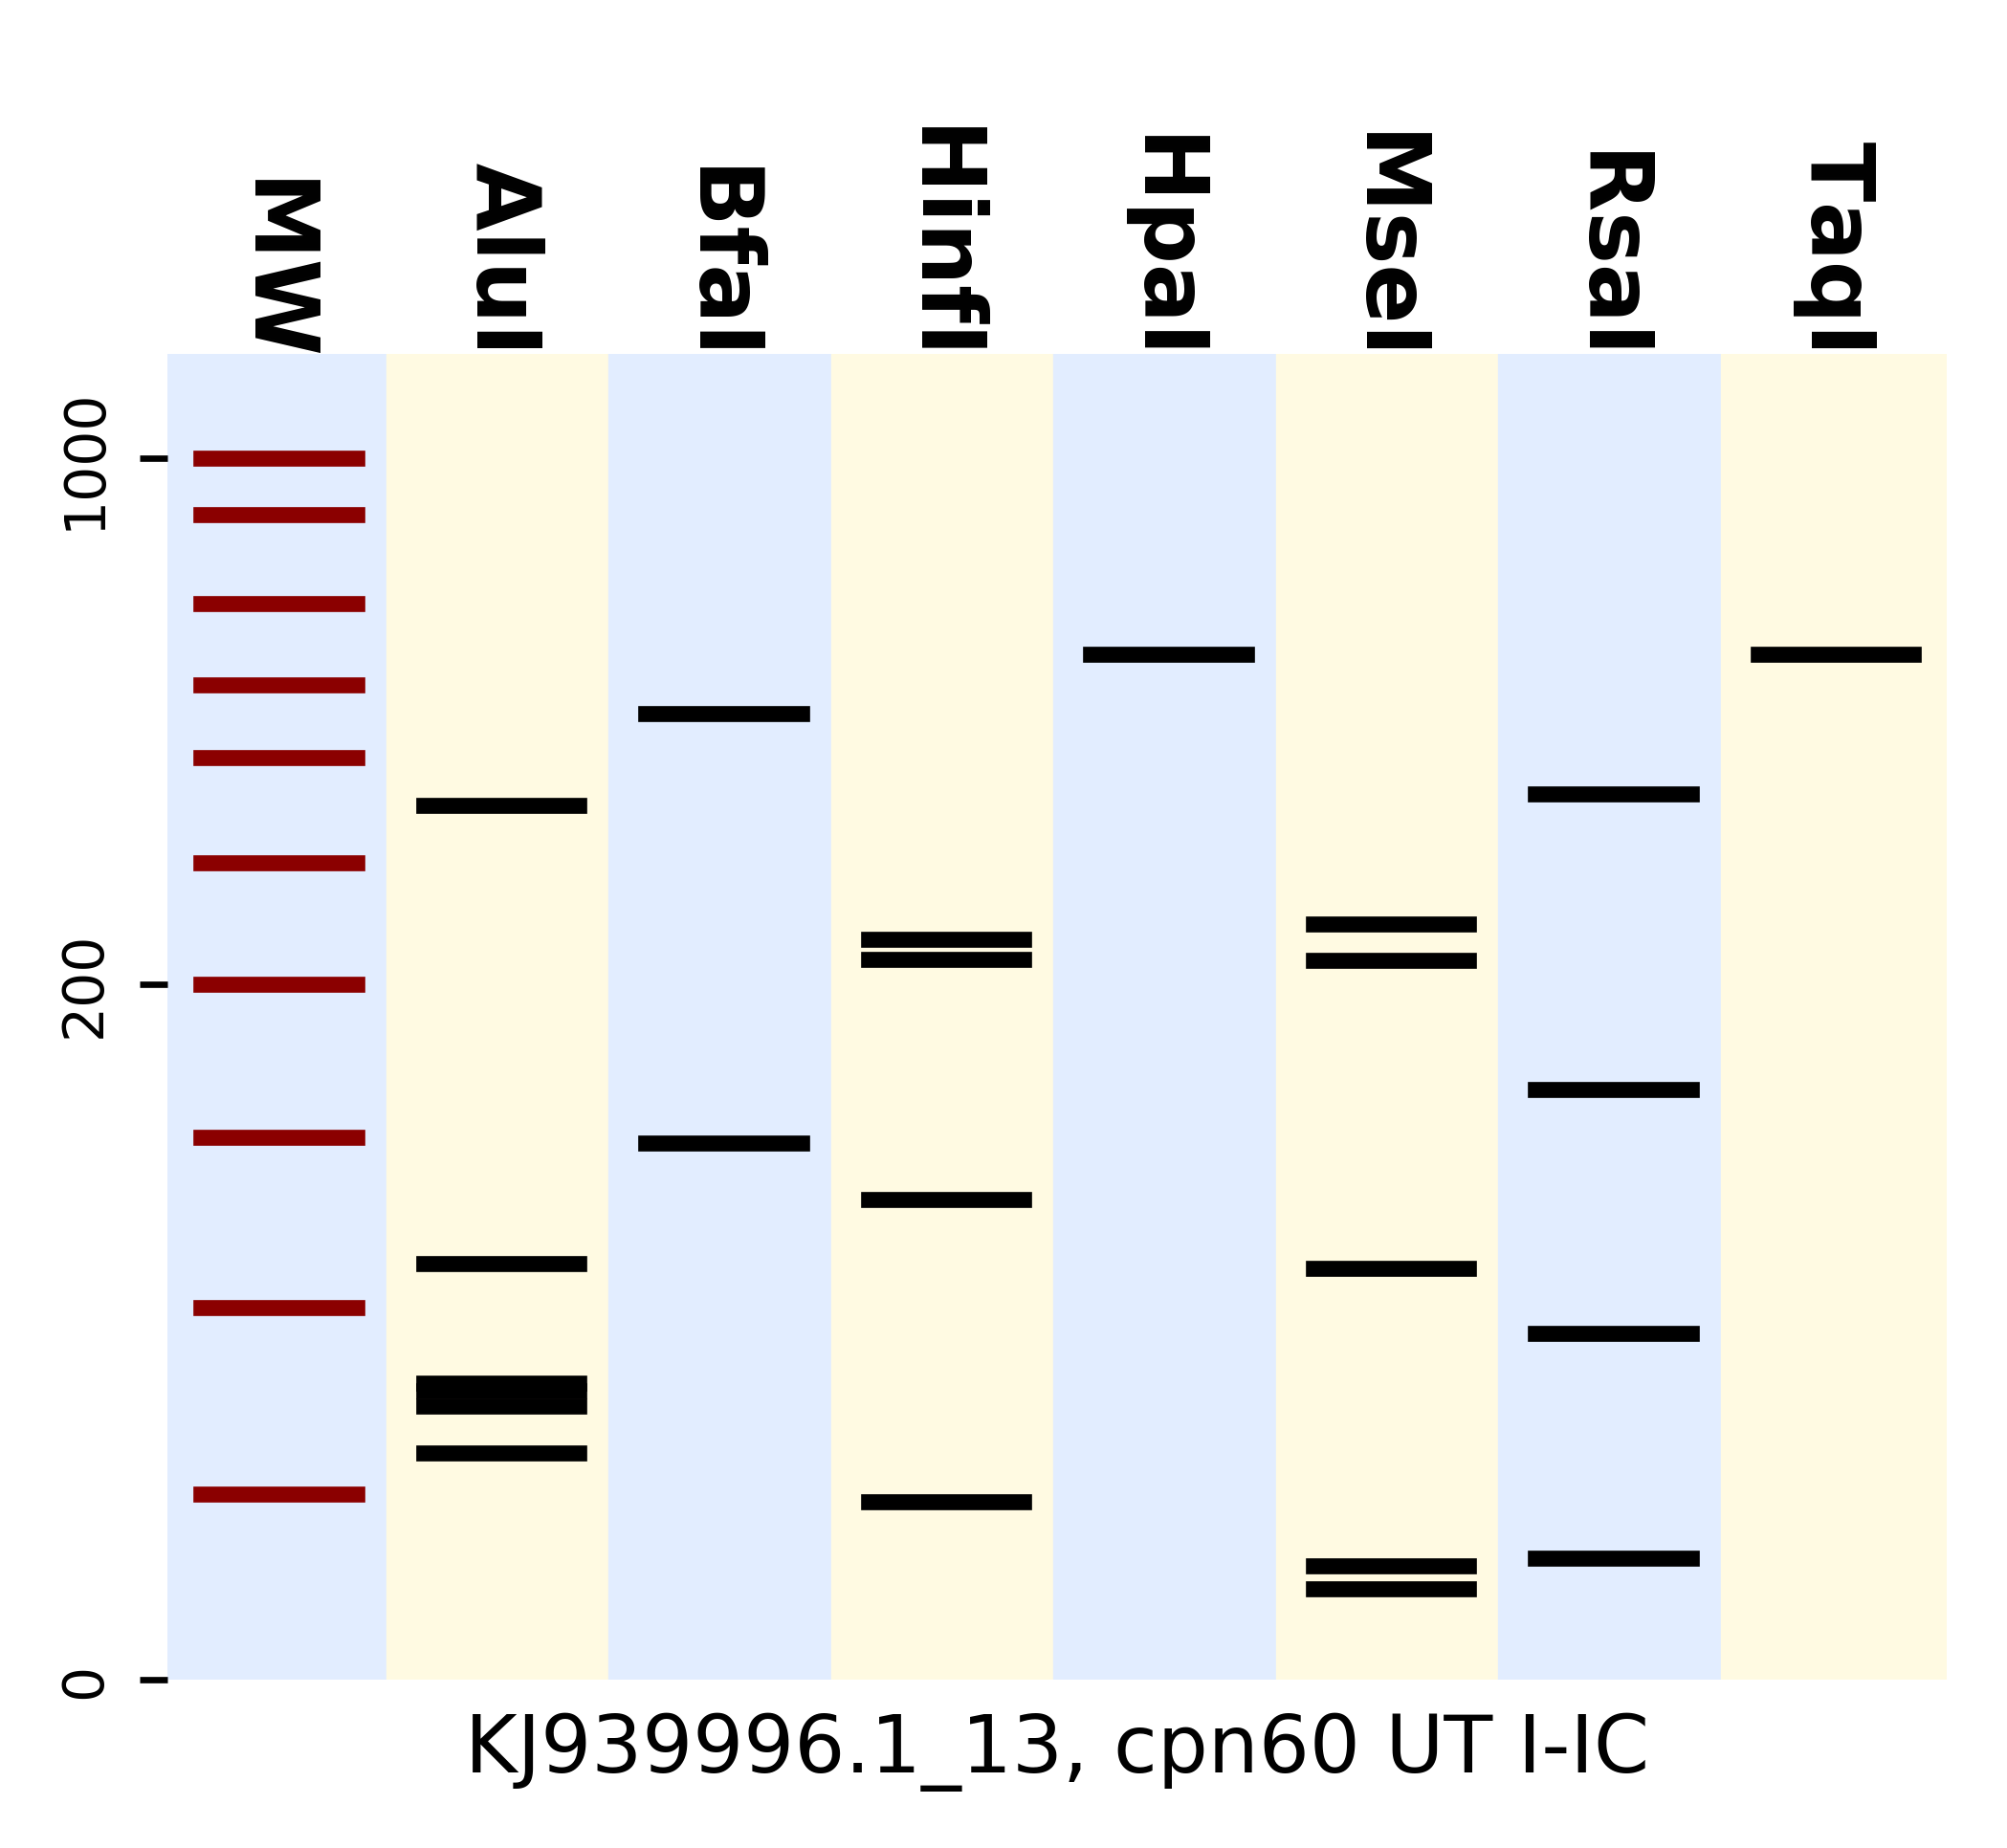 MW
AluI
BfaI
HinfI
HpaI
MseI
RsaI
TaqI
1000
200
0
KJ939996.1_13, cpn60 UT I-IC